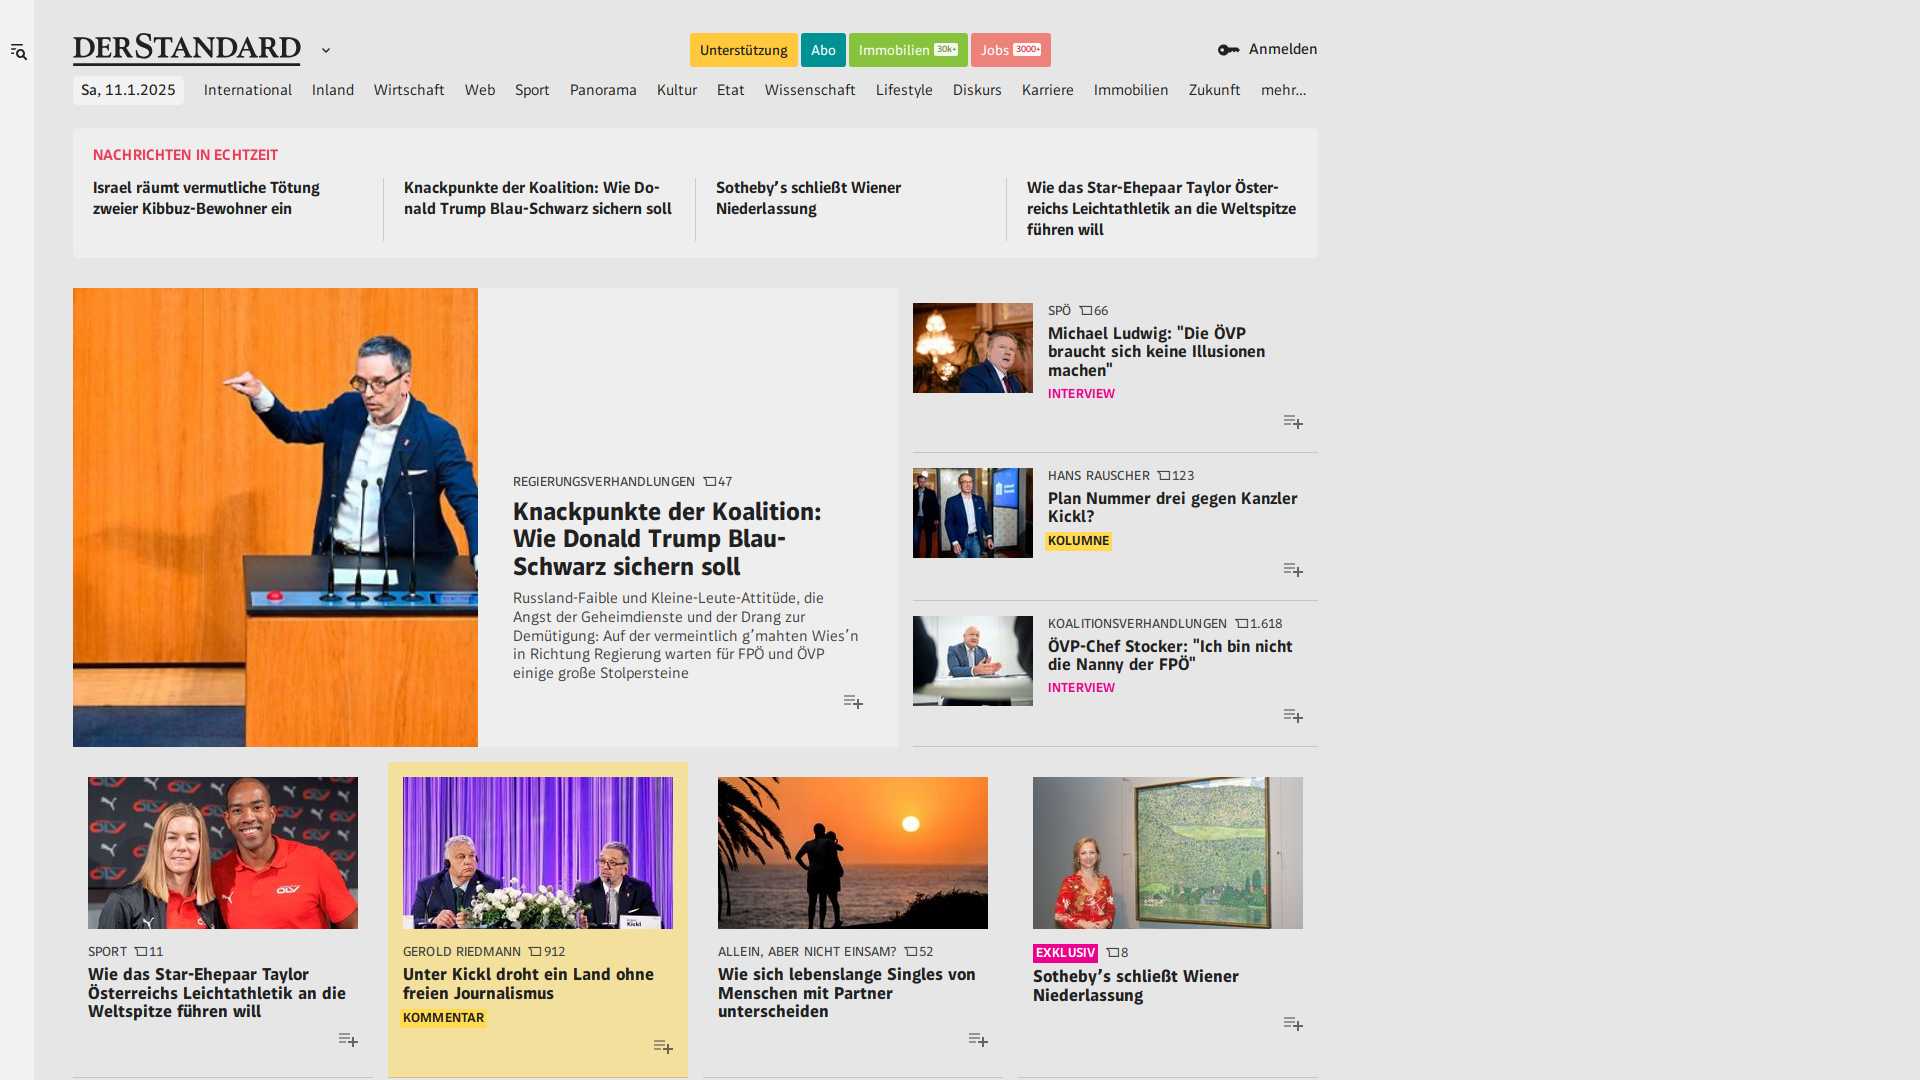 DERSTANDARD
Unterstützung
Abo
Immobilien 30k+
Jobs 3000+
Anmelden
Sa, 11.1.2025
International
Inland
Wirtschaft
Web
Sport
Panorama
Kultur
Etat
Wissenschaft
Lifestyle
Diskurs
Karriere
Immobilien
Zukunft
mehr…
NACHRICHTEN IN ECHTZEIT
Israel räumt vermutliche Tötung
zweier Kibbuz-Bewohner ein
Knackpunkte der Koalition: Wie Do-
nald Trump Blau-Schwarz sichern soll
Sotheby’s schließt Wiener
Niederlassung
Wie das Star-Ehepaar Taylor Öster-
reichs Leichtathletik an die Weltspitze
führen will
REGIERUNGSVERHANDLUNGEN 47
Knackpunkte der Koalition:
Wie Donald Trump Blau-
Schwarz sichern soll
Russland-Faible und Kleine-Leute-Attitüde, die
Angst der Geheimdienste und der Drang zur
Demütigung: Auf der vermeintlich g’mahten Wies’n
in Richtung Regierung warten für FPÖ und ÖVP
einige große Stolpersteine
SPÖ 66
Michael Ludwig: "Die ÖVP
braucht sich keine Illusionen
machen"
INTERVIEW
HANS RAUSCHER 123
Plan Nummer drei gegen Kanzler
Kickl?
KOLUMNE
KOALITIONSVERHANDLUNGEN 1.618
ÖVP-Chef Stocker: "Ich bin nicht
die Nanny der FPÖ"
INTERVIEW
SPORT 11
Wie das Star-Ehepaar Taylor
Österreichs Leichtathletik an die
Weltspitze führen will
Kickl
GEROLD RIEDMANN 912
Unter Kickl droht ein Land ohne
freien Journalismus
KOMMENTAR
ALLEIN, ABER NICHT EINSAM? 52
Wie sich lebenslange Singles von
Menschen mit Partner
unterscheiden
EXKLUSIV 8
Sotheby’s schließt Wiener
Niederlassung